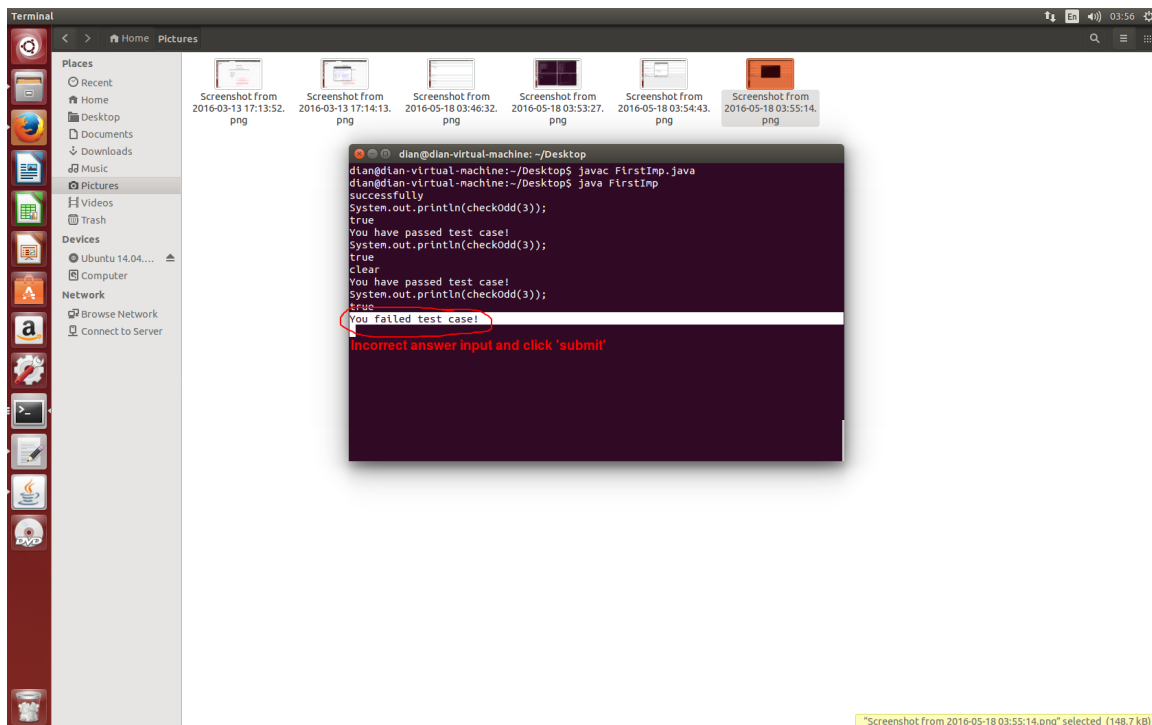 Terminal
En
03:56
Home Pictures
Places
Recent
Home
Desktop
Documents
Downloads
Music
Pictures
Videos
Trash
Devices
Ubuntu 14.04....
Computer
Network
Browse Network
Connect to Server
Screenshot from
2016-03-13 17:13:52.
png
Screenshot from
2016-03-13 17:14:13.
png
Screenshot from
2016-05-18 03:46:32.
png
Screenshot from
2016-05-18 03:53:27.
png
Screenshot from
2016-05-18 03:54:43.
png
Screenshot from
2016-05-18 03:55:14.
png
dian@dian-virtual-machine: ~/Desktop
dian@dian-virtual-machine:~/Desktop$ javac FirstImp.java
dian@dian-virtual-machine:~/Desktop$ java FirstImp
successfully
System.out.println(checkOdd(3));
true
You have passed test case!
System.out.println(checkOdd(3));
true
clear
You have passed test case!
System.out.println(checkOdd(3));
true
You failed test case!
Incorrect answer input and click 'submit'
a
DVD
"Screenshot from 2016-05-18 03:55:14.png" selected (148.7 kB)